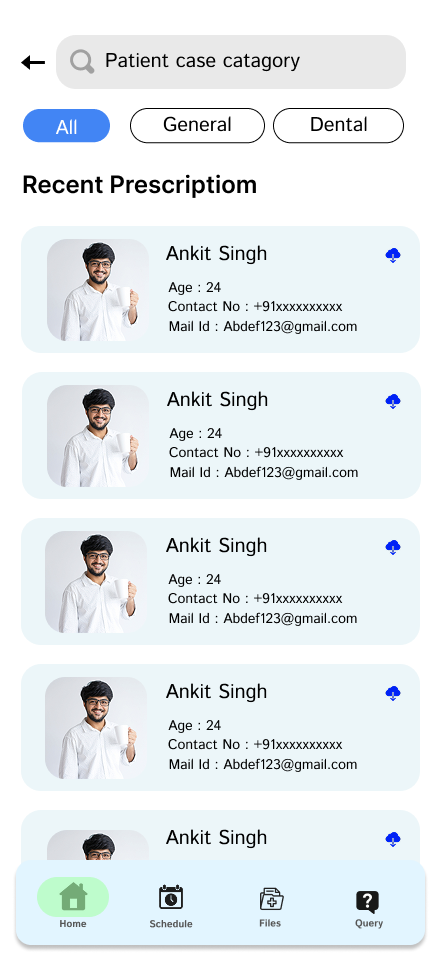 Patient case catagory
All
General
Dental
Recent Prescriptiom
Ankit Singh
Age : 24
Contact No : +91xxxxxxxxxx
Mail Id : Abdef123@gmail.com
Ankit Singh
Age : 24
Contact No : +91xxxxxxxxxx
Mail Id : Abdef123@gmail.com
Ankit Singh
Age : 24
Contact No : +91xxxxxxxxxx
Mail Id : Abdef123@gmail.com
Ankit Singh
Age : 24
Contact No : +91xxxxxxxxxx
Mail Id : Abdef123@gmail.com
Ankit Singh
Home
Schedule
Files
Query